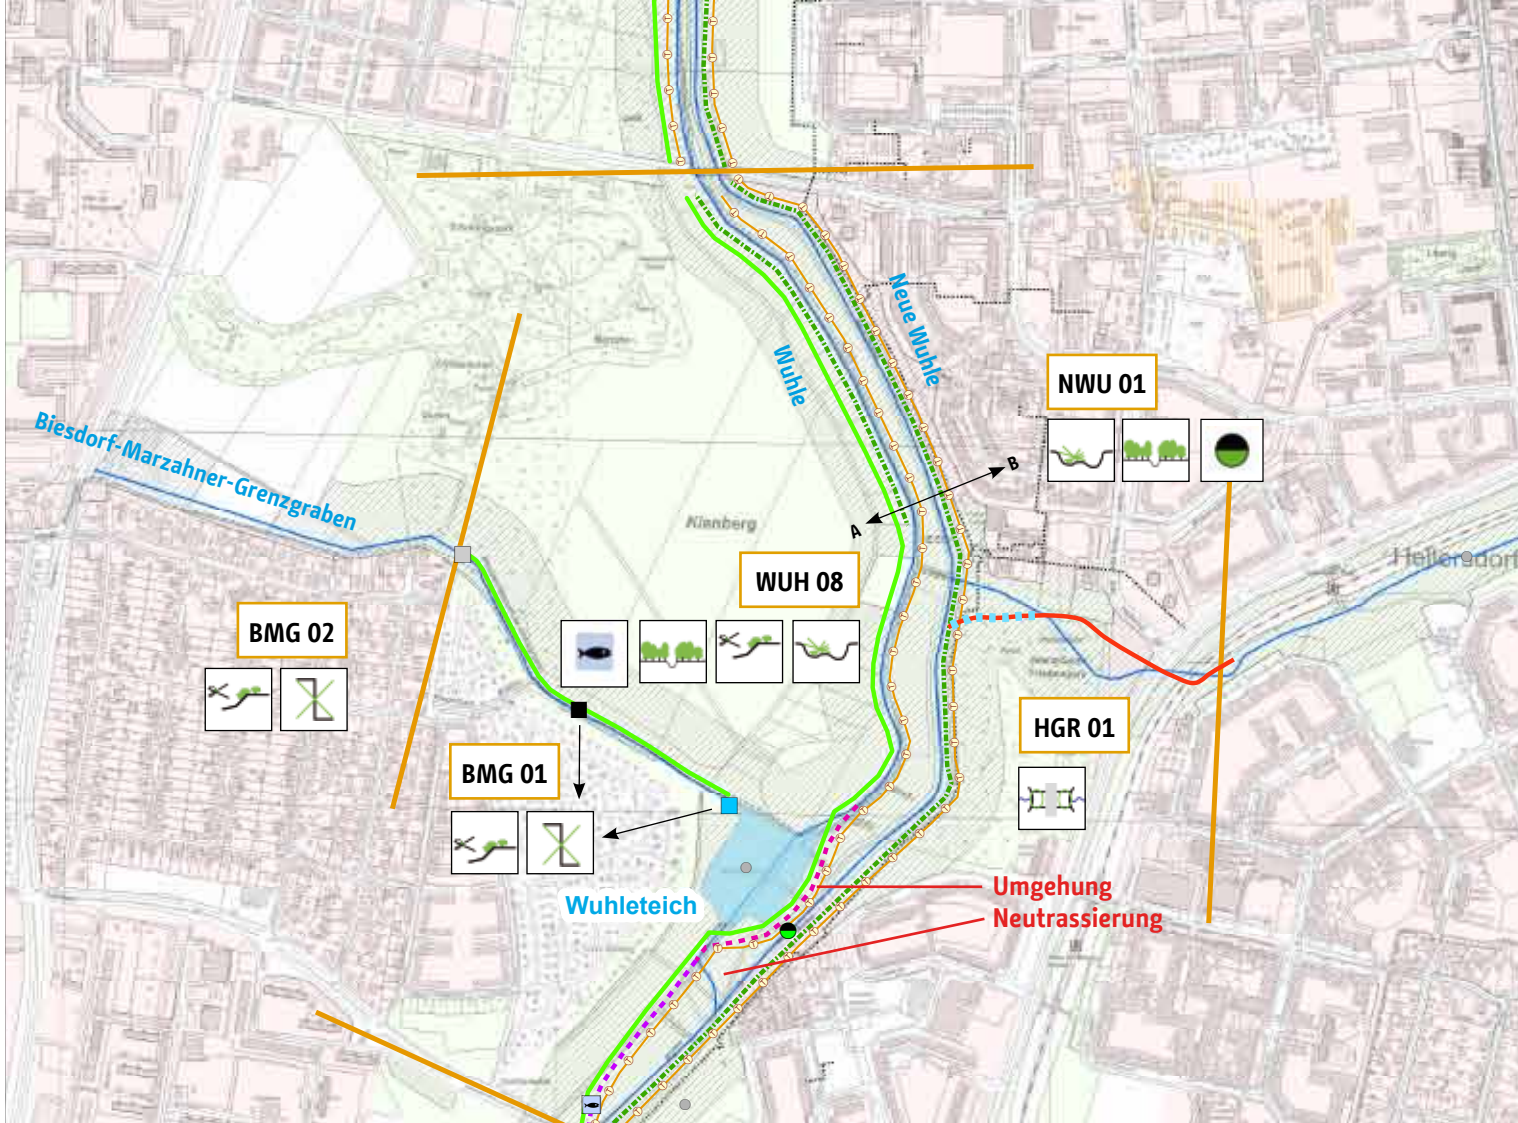 Neue Wuhle
Wuhle
NWU 01
Biesdorf-Marzahner-Grenzgraben
B
A
Kienberg
Hellersdorf
WUH 08
BMG 02
HGR 01
BMG 01
Umgehung
Wuhleteich
Neutrassierung